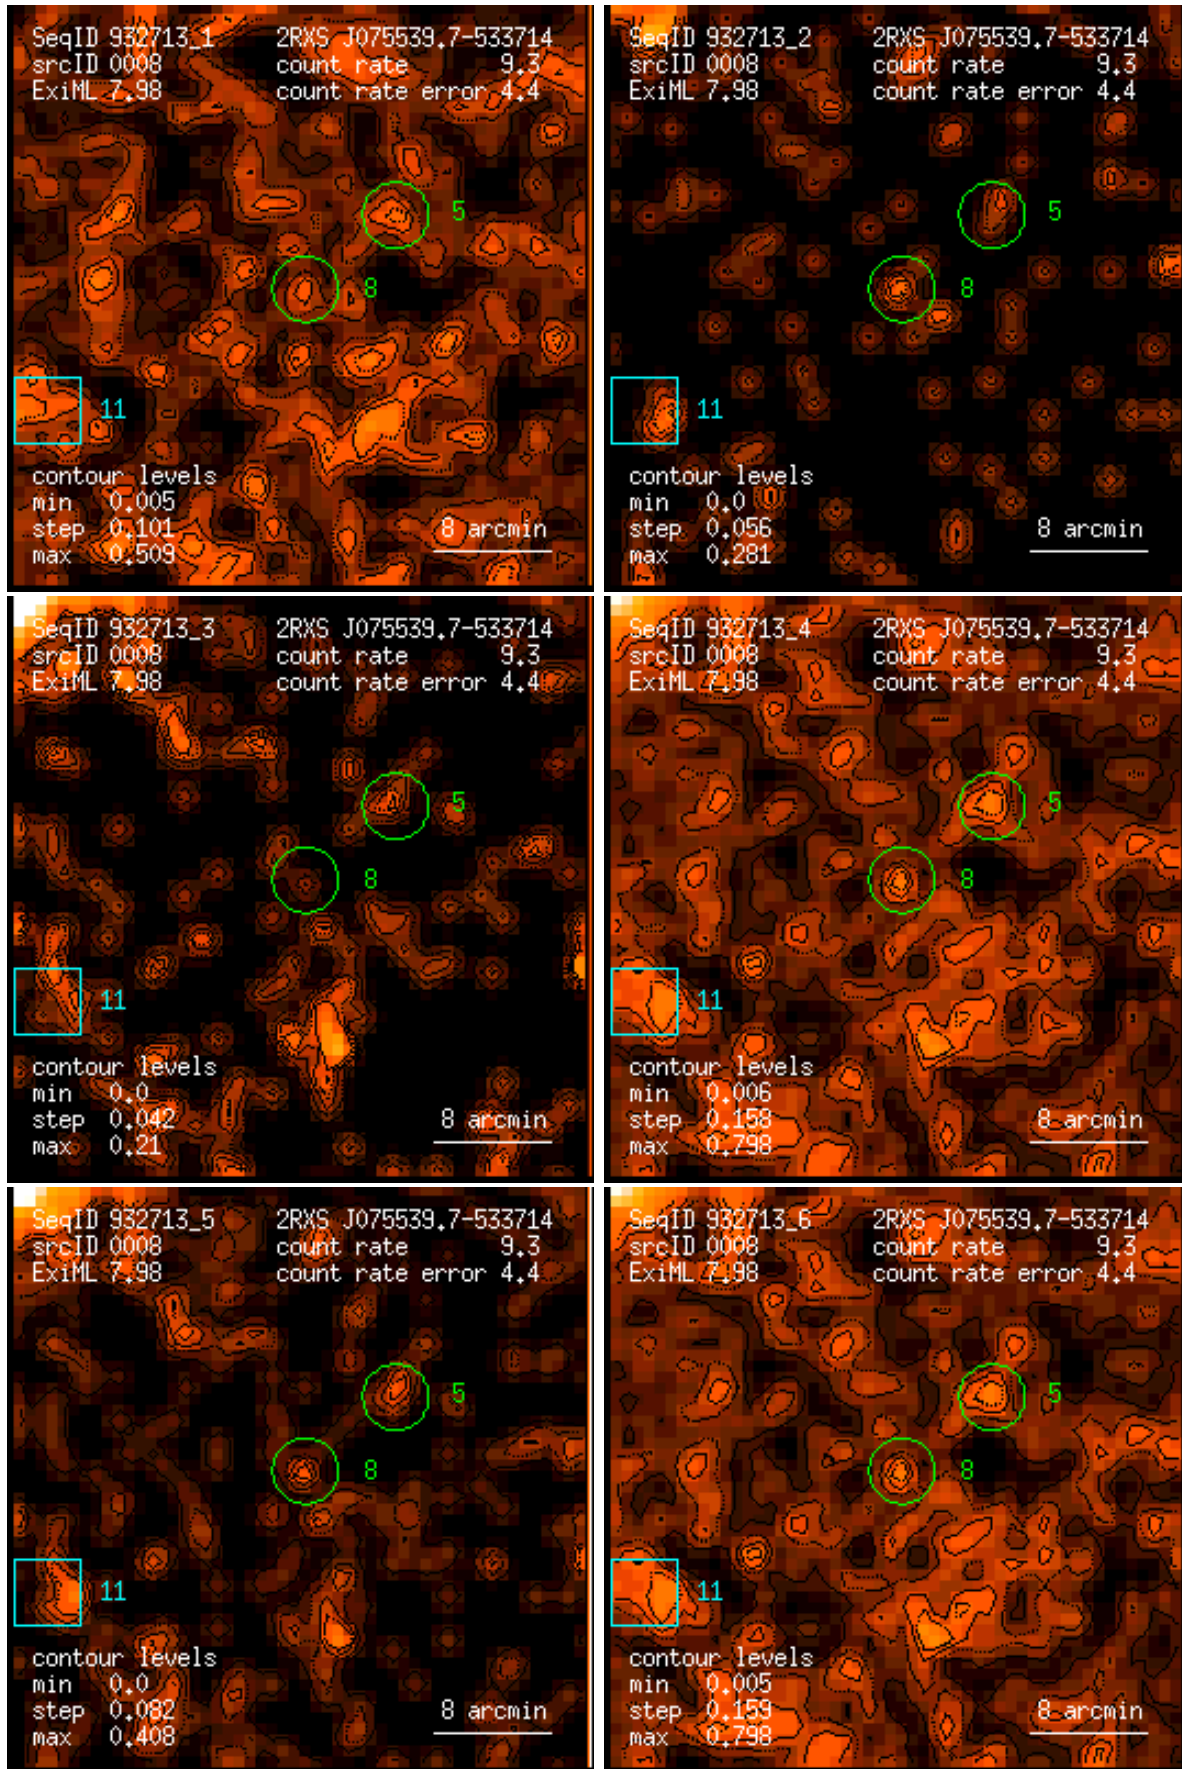 SeqID 932713_1 2RXS J075539.7-533714
srcID 0008 count rate 9.3
ExiML 7.98 count rate error 4.4
5
8
11
contour levels
min 0.005
step 0.101
max 0.509
8 arcmin
SeqID 932713_2 2RXS J075539.7-533714
srcID 0008 count rate 9.3
ExiML 7.98 count rate error 4.4
5
8
11
contour levels
min 0.0
step 0.056
max 0.281
8 arcmin
SeqID 932713_3 2RXS J075539.7-533714
srcID 0008 count rate 9.3
ExiML 7.98 count rate error 4.4
5
8
11
contour levels
min 0.0
step 0.042
max 0.21
8 arcmin
SeqID 932713_4 2RXS J075539.7-533714
srcID 0008 count rate 9.3
ExiML 7.98 count rate error 4.4
5
8
11
contour levels
min 0.006
step 0.158
max 0.798
8 arcmin
SeqID 932713_5 2RXS J075539.7-533714
srcID 0008 count rate 9.3
ExiML 7.98 count rate error 4.4
5
8
11
contour levels
min 0.0
step 0.082
max 0.408
8 arcmin
SeqID 932713_6 2RXS J075539.7-533714
srcID 0008 count rate 9.3
ExiML 7.98 count rate error 4.4
5
8
11
contour levels
min 0.005
step 0.159
max 0.798
8 arcmin